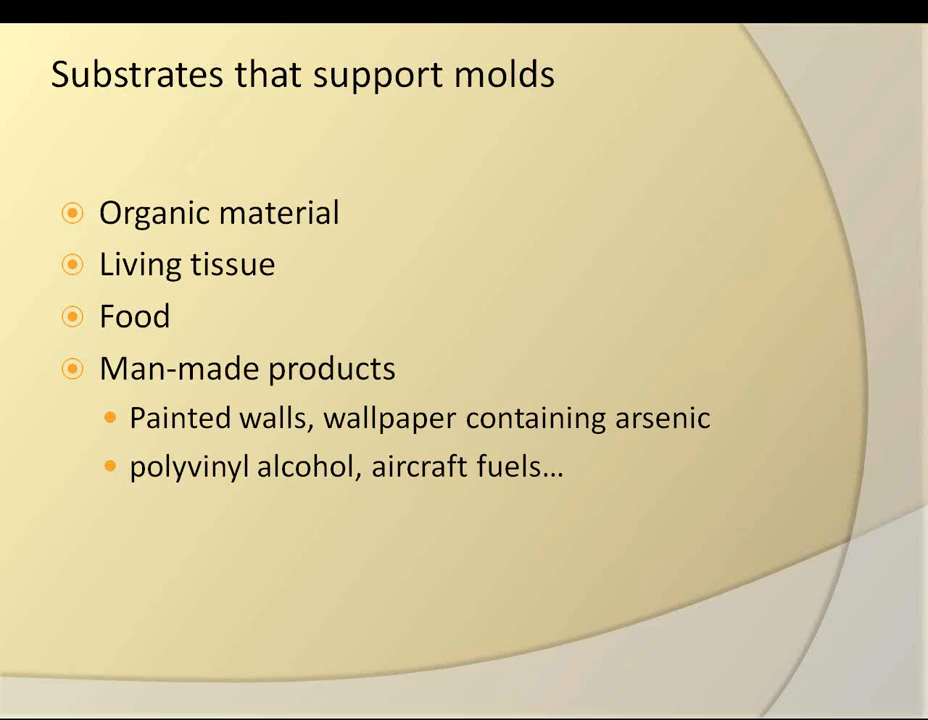 Substrates that support molds
Organic material
Living tissue
Food
Man-made products
Painted walls, wallpaper containing arsenic
polyvinyl alcohol, aircraft fuels...